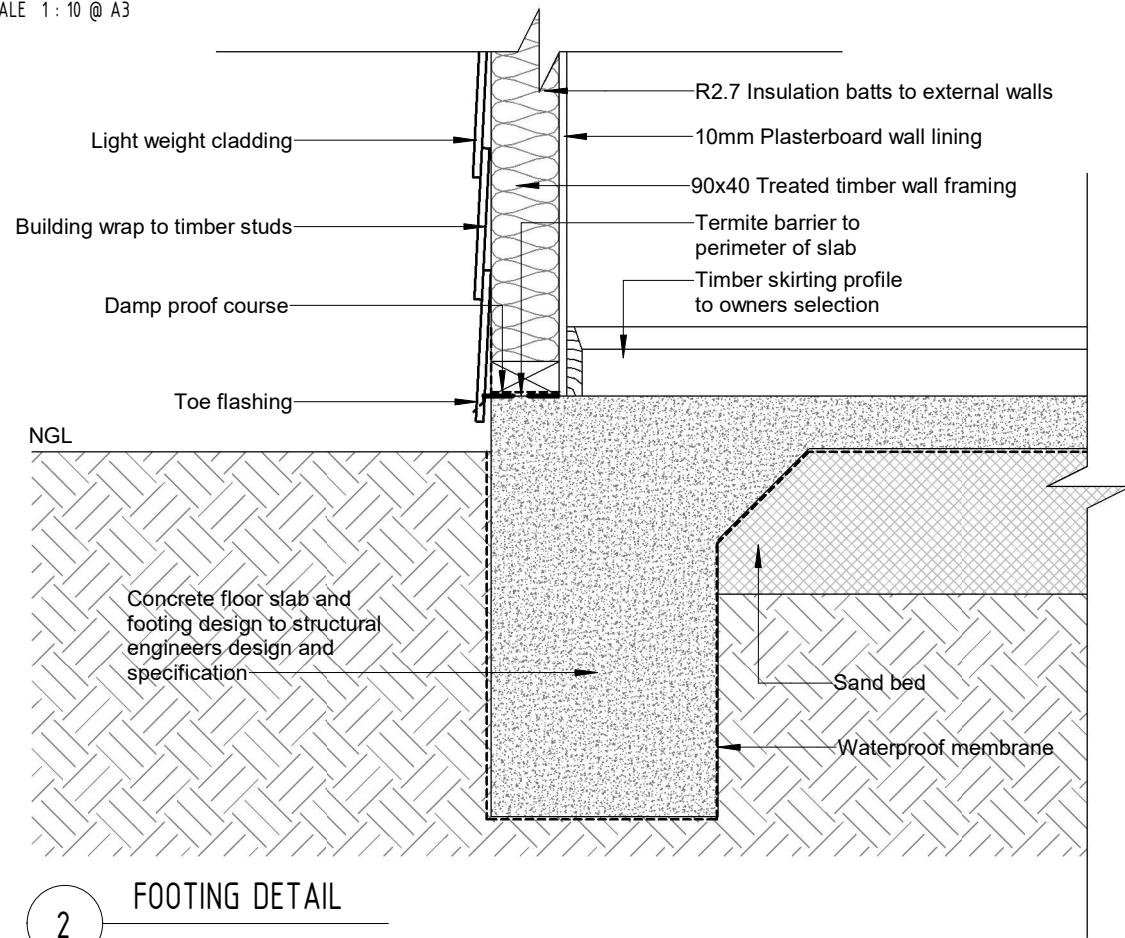 SCALE 1 : 10 @ A3
R2.7 Insulation batts to external walls
Light weight cladding
10mm Plasterboard wall lining
90x40 Treated timber wall framing
Building wrap to timber studs
Termite barrier to
perimeter of slab
Damp proof course
Timber skirting profile
to owners selection
Toe flashing
NGL
Concrete floor slab and
footing design to structural
engineers design and
specification
Sand bed
Waterproof membrane
FOOTING DETAIL
2